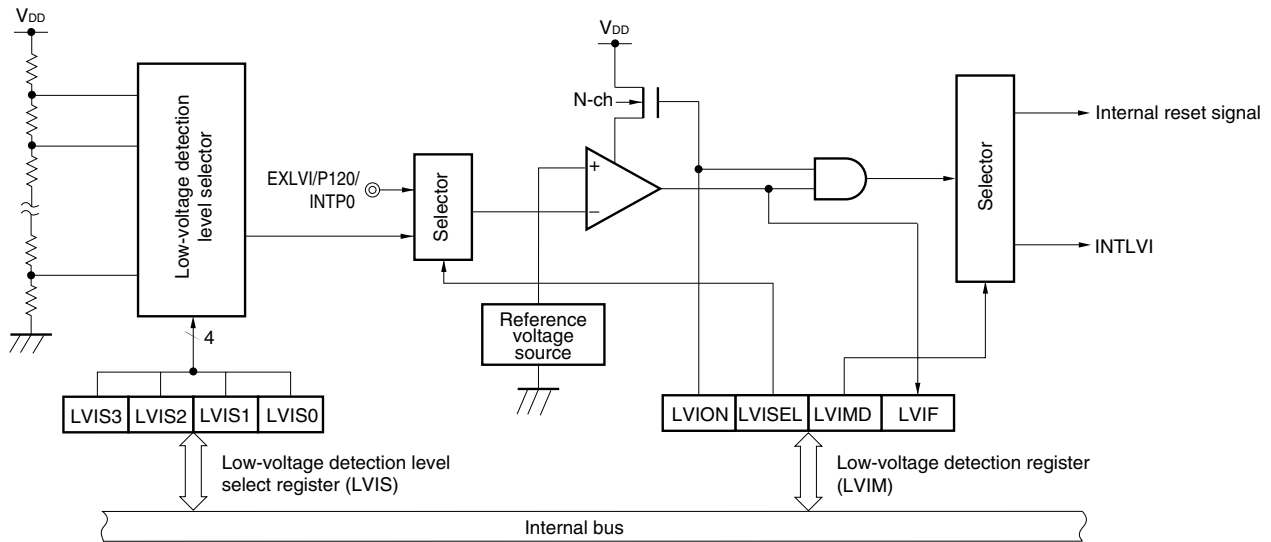 VDD
VDD
N-ch
Low-voltage detection
level selector
EXLVI/P120/
INTP0
Selector
+
−
Selector
Internal reset signal
INTLVI
Reference
voltage
source
4
LVIS3 LVIS2 LVIS1 LVIS0
LVION LVISEL LVIMD LVIF
Low-voltage detection level
select register (LVIS)
Low-voltage detection register
(LVIM)
Internal bus